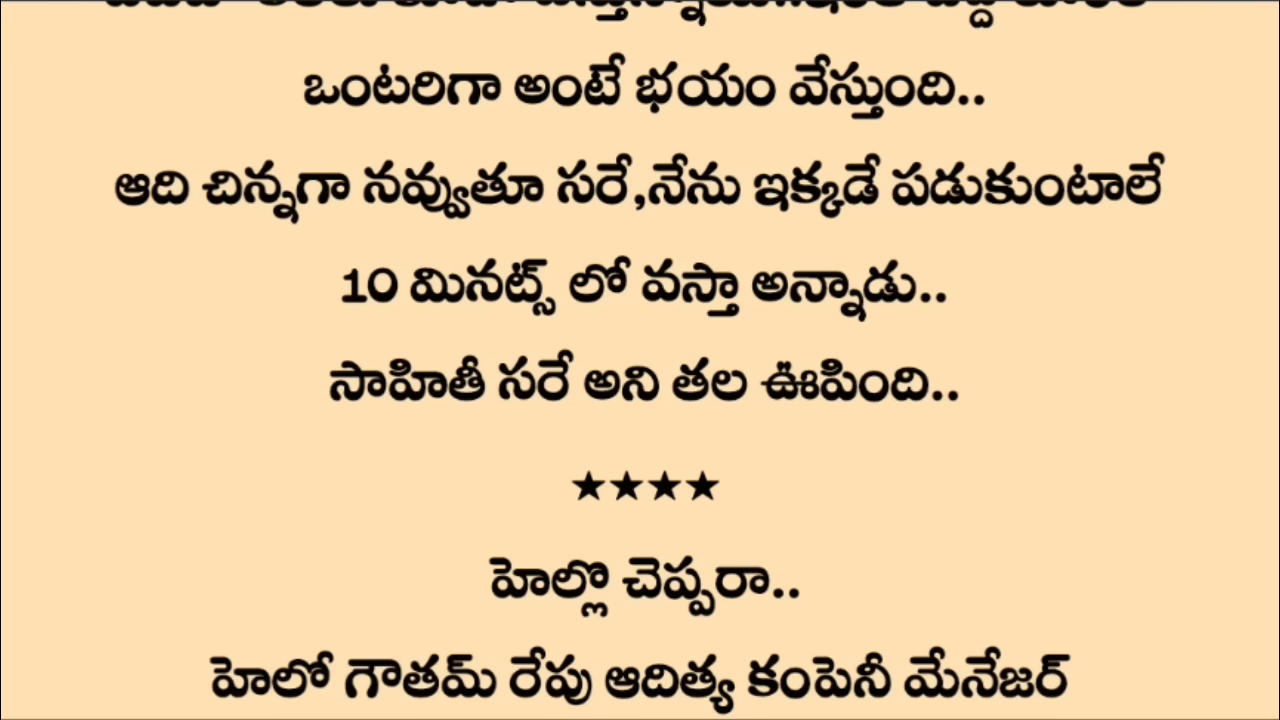 ఒంటరిగా అంటే భయం వేస్తుంది..
ఆది చిన్నగా నవ్వుతూ సరే,నేను ఇక్కడే పడుకుంటాలే
10 మినట్స్ లో వస్తా అన్నాడు..
సాహితీ సరే అని తల ఊపింది..
★★★★
హెల్లొ చెప్పరా..
హెలో గౌతమ్ రేపు ఆదిత్య కంపెనీ మేనేజర్